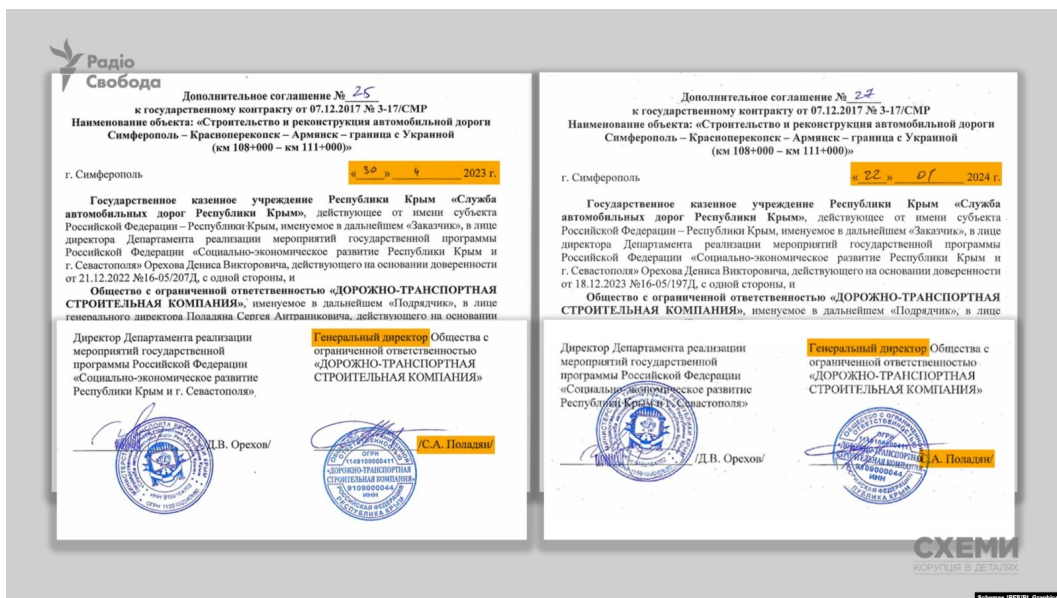 Радіо
Свобода
Дополнительное соглашение № 25
к государственному контракту от 07.12.2017 № 3-17/СМР
Наименование объекта: «Строительство и реконструкция автомобильной дороги
Симферополь – Красноперекопск – Армянск – граница с Украиной
(км 108+000 – км 111+000)»
г. Симферополь « 30 » 4 2023 г.
Государственное казенное учреждение Республики Крым «Служба
автомобильных дорог Республики Крым», действующее от имени субъекта
Российской Федерации – Республики Крым, именуемое в дальнейшем «Заказчик», в лице
директора Департамента реализации мероприятий государственной программы
Российской Федерации «Социально-экономическое развитие Республики Крым и
г. Севастополя» Орехова Дениса Викторовича, действующего на основании доверенности
от 21.12.2022 №16-05/207Д, с одной стороны, и
Общество с ограниченной ответственностью «ДОРОЖНО-ТРАНСПОРТНАЯ
СТРОИТЕЛЬНАЯ КОМПАНИЯ», именуемое в дальнейшем «Подрядчик», в лице
генерального директора Поладяна Сергея Антраниковича, действующего на основании
Директор Департамента реализации
мероприятий государственной
программы Российской Федерации
«Социально-экономическое развитие
Республики Крым и г. Севастополя»
/Д.В. Орехов/
Генеральный директор Общества с
ограниченной ответственностью
«ДОРОЖНО-ТРАНСПОРТНАЯ
СТРОИТЕЛЬНАЯ КОМПАНИЯ»
/С.А. Поладян/
ОГРН
1149100000411
«ДОРОЖНО-ТРАНСПОРТНАЯ
СТРОИТЕЛЬНАЯ КОМПАНИЯ»
9109000044
ИНН
РОССИЙСКАЯ ФЕДЕРАЦИЯ
РЕСПУБЛИКА КРЫМ
Дополнительное соглашение № 27
к государственному контракту от 07.12.2017 № 3-17/СМР
Наименование объекта: «Строительство и реконструкция автомобильной дороги
Симферополь – Красноперекопск – Армянск – граница с Украиной
(км 108+000 – км 111+000)»
г. Симферополь « 22 » 01 2024 г.
Государственное казенное учреждение Республики Крым «Служба
автомобильных дорог Республики Крым», действующее от имени субъекта
Российской Федерации – Республики Крым, именуемое в дальнейшем «Заказчик», в лице
директора Департамента реализации мероприятий государственной программы
Российской Федерации «Социально-экономическое развитие Республики Крым и
г. Севастополя» Орехова Дениса Викторовича, действующего на основании доверенности
от 18.12.2023 №16-05/197Д, с одной стороны, и
Общество с ограниченной ответственностью «ДОРОЖНО-ТРАНСПОРТНАЯ
СТРОИТЕЛЬНАЯ КОМПАНИЯ», именуемое в дальнейшем «Подрядчик», в лице
Директор Департамента реализации
мероприятий государственной
программы Российской Федерации
«Социально-экономическое развитие
Республики Крым и г. Севастополя»
/Д.В. Орехов/
Генеральный директор Общества с
ограниченной ответственностью
«ДОРОЖНО-ТРАНСПОРТНАЯ
СТРОИТЕЛЬНАЯ КОМПАНИЯ»
С.А. Поладян/
СХЕМИ
КОРУПЦІЯ В ДЕТАЛЯХ